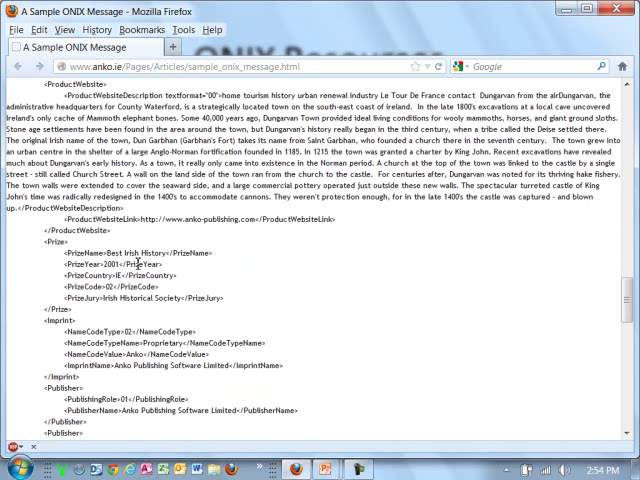 A Sample ONIX Message - Mozilla Firefox
File Edit View History Bookmarks Tools Help
A Sample ONIX Message
www.anko.ie/Pages/Articles/sample_onix_message.html
Google
<ProductWebsite>
<ProductWebsiteDescription textformat="00">home tourism history urban renewal industry Le Tour De France contact Dungarvan from the airDungarvan, the
administrative headquarters for County Waterford, is a strategically located town on the south-east coast of ireland. In the late 1800's excavations at a local cave uncovered
Ireland's only cache of Mammoth elephant bones. Some 40,000 years ago, Dungarvan Town provided ideal living conditions for wooly mammoths, horses, and giant ground sloths.
Stone age settlements have been found in the area around the town, but Dungarvan's history really began in the third century, when a tribe called the Deise settled there.
The original Irish name of the town, Dun Garbhan (Garbhan's Fort) takes its name from Saint Garbhan, who founded a church there in the seventh century. The town grew into
an urban centre in the shelter of a large Anglo-Norman fortification founded in 1185. In 1215 the town was granted a charter by King John. Recent excavations have revealed
much about Dungarvan's early history. As a town, it really only came into existence in the Norman period. A church at the top of the town was linked to the castle by a single
street - still called Church Street. A wall on the land side of the town ran from the church to the castle. For centuries after, Dungarvan was noted for its thriving hake fishery.
The town walls were extended to cover the seaward side, and a large commercial pottery operated just outside these new walls. The spectacular turreted castle of King
John's time was radically redesigned in the 1400's to accommodate cannons. They weren't protection enough, for in the late 1400's the castle was captured - and blown
up.</ProductWebsiteDescription>
<ProductWebsiteLink>http://www.anko-publishing.com</ProductWebsiteLink>
</ProductWebsite>
<Prize>
<PrizeName>Best Irish History</PrizeName>
<PrizeYear>2001</PrizeYear>
<PrizeCountry>IE</PrizeCountry>
<PrizeCode>02</PrizeCode>
<PrizeJury>Irish Historical Society</PrizeJury>
</Prize>
<Imprint>
<NameCodeType>02</NameCodeType>
<NameCodeTypeName>Proprietary</NameCodeTypeName>
<NameCodeValue>Anko</NameCodeValue>
<ImprintName>Anko Publishing Software Limited</ImprintName>
</Imprint>
<Publisher>
<PublishingRole>01</PublishingRole>
<PublisherName>Anko Publishing Software Limited</PublisherName>
</Publisher>
<Publisher>
2:54 PM